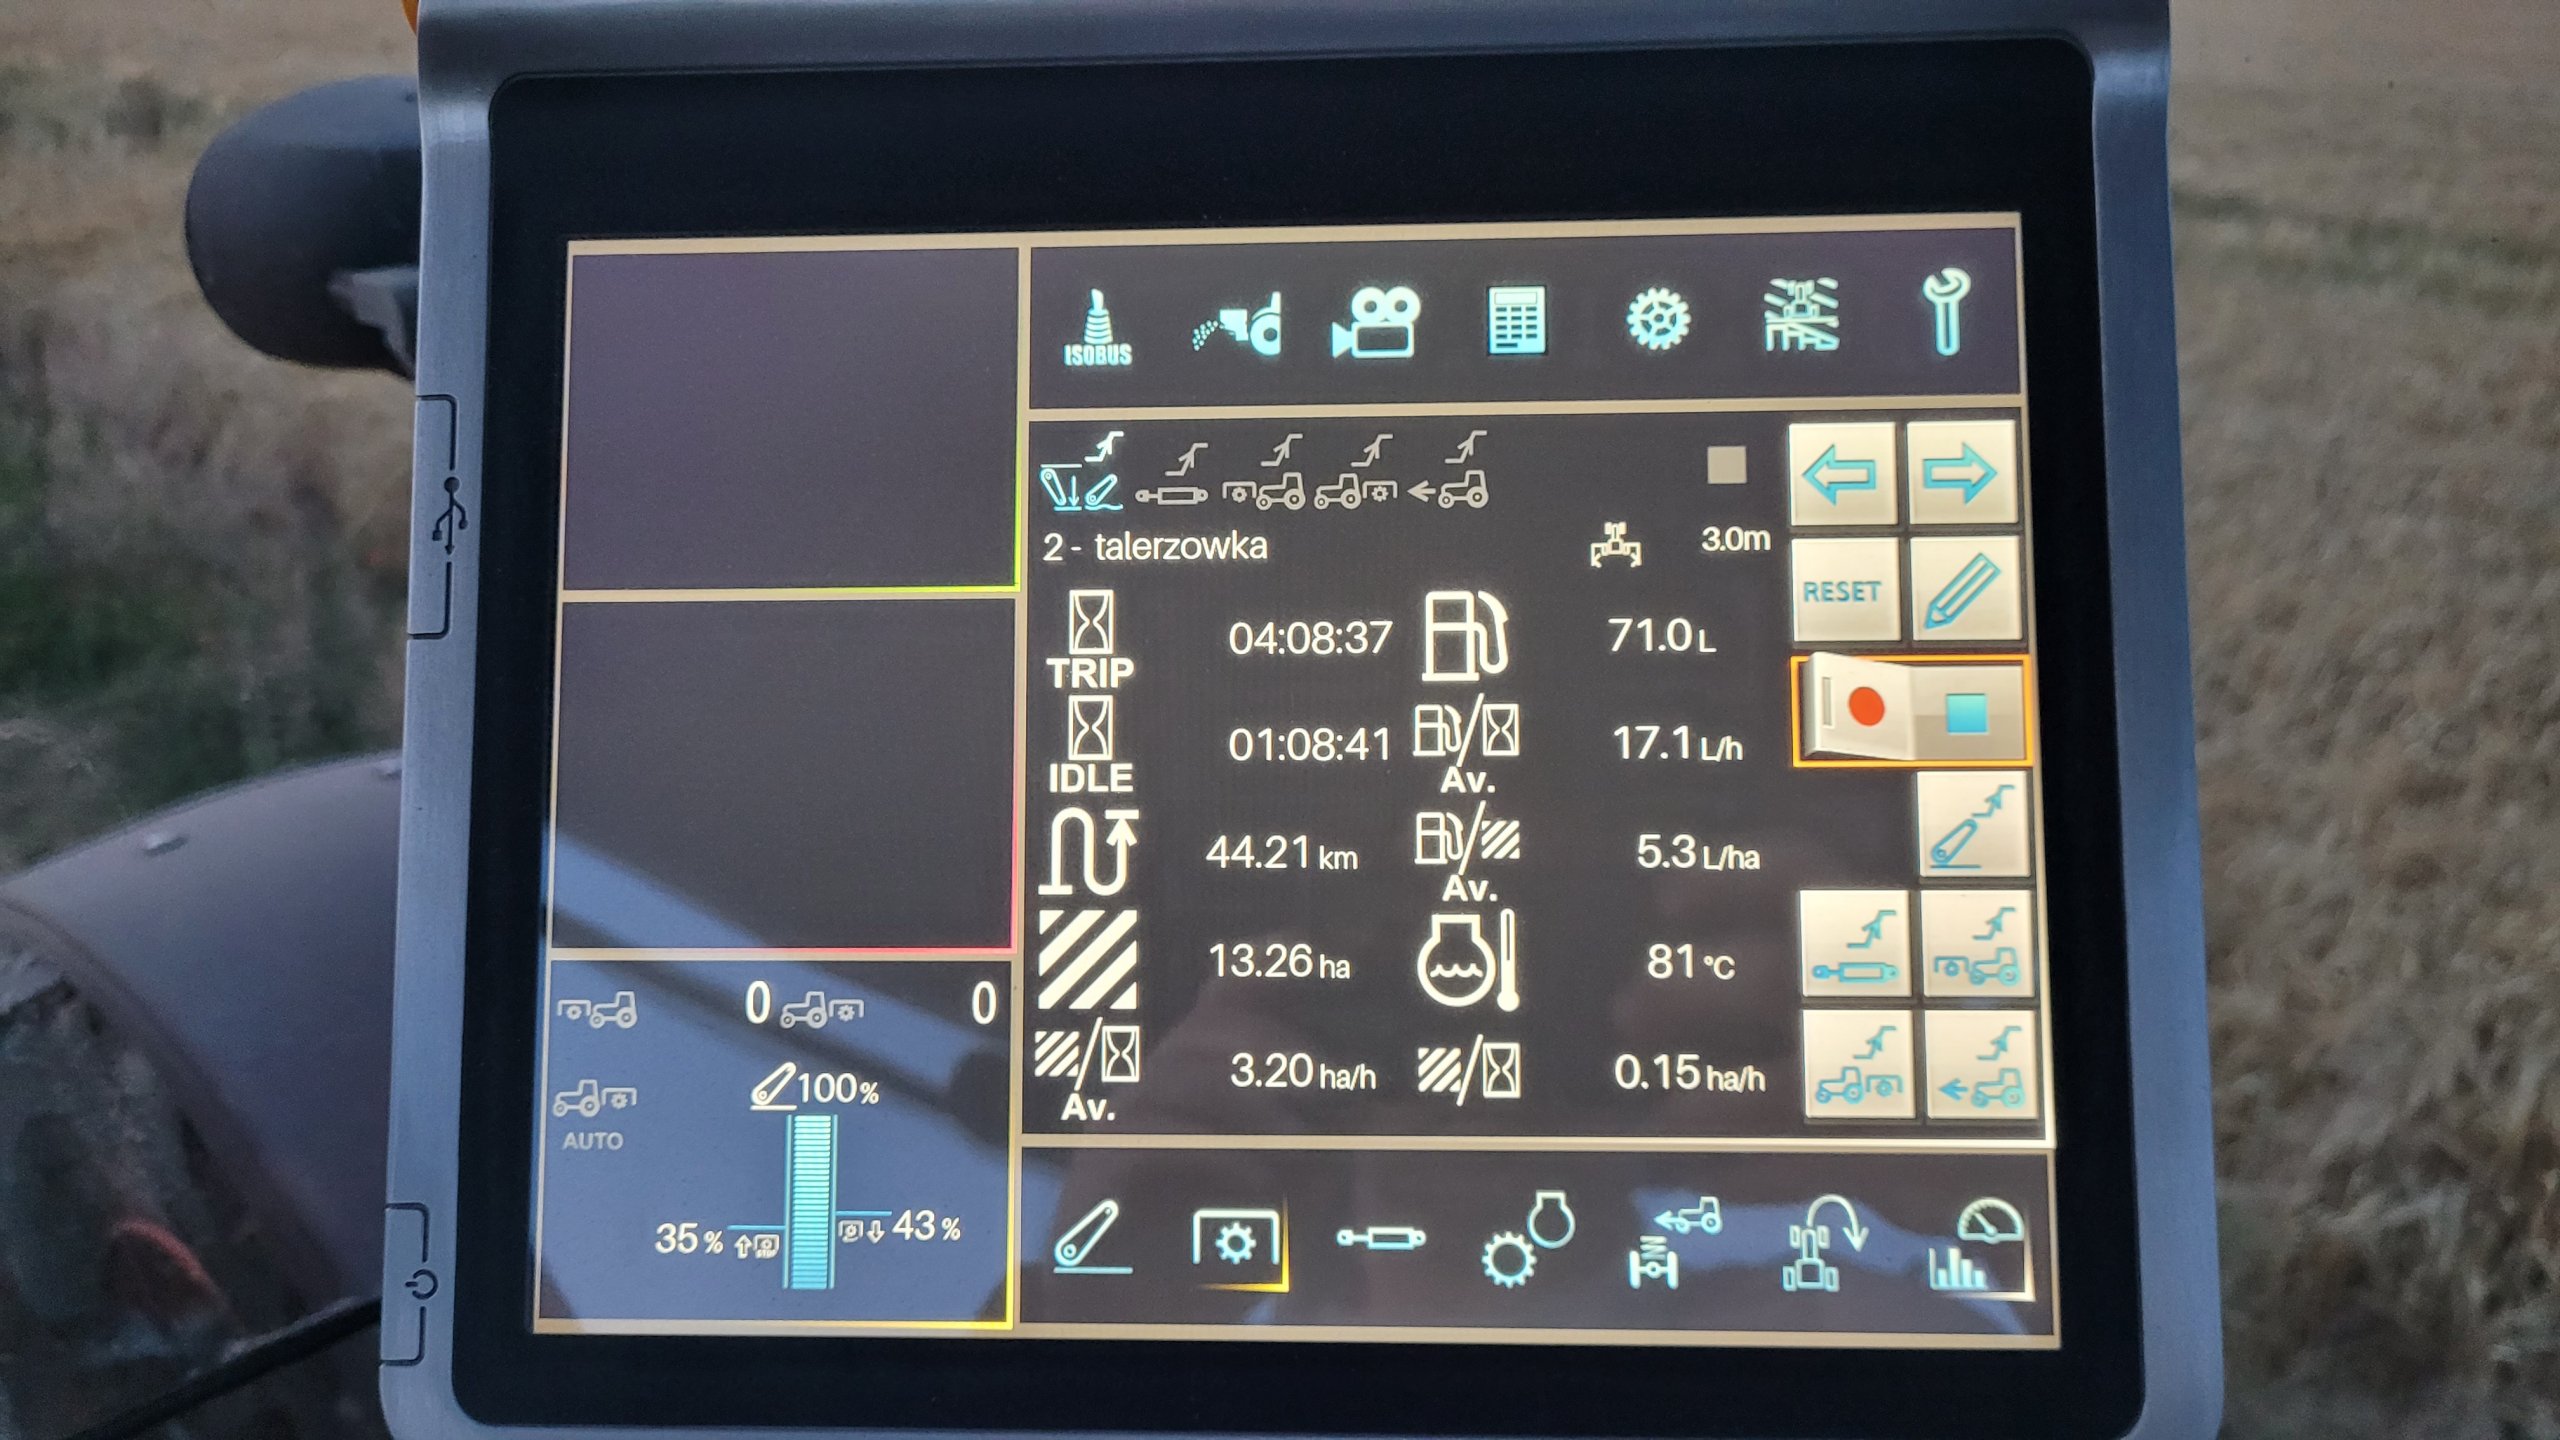 ISOBUS
2 - talerzowka
3.0m
RESET
TRIP 04:08:37
71.0 L
IDLE 01:08:41
Av. 17.1 L/h
44.21 km
Av. 5.3 L/ha
13.26 ha
81 °C
Av. 3.20 ha/h
0.15 ha/h
0 0
100 %
AUTO
35 % 43 %